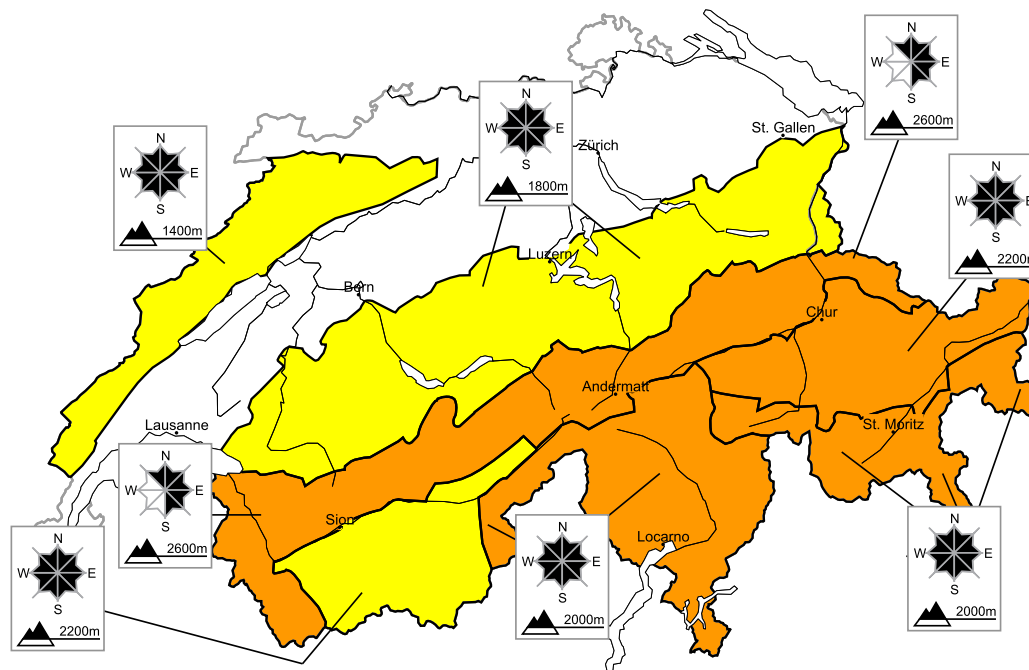 N
W E
S
2600m
St. Gallen
N
W E
S
1800m
Zürich
N
W E
S
1400m
N
W E
S
2200m
Luzern
Bern
Chur
Andermatt
St. Moritz
Lausanne
N
W E
S
2600m
Sion
Locarno
N
W E
S
2200m
N
W E
S
2000m
N
W E
S
2000m